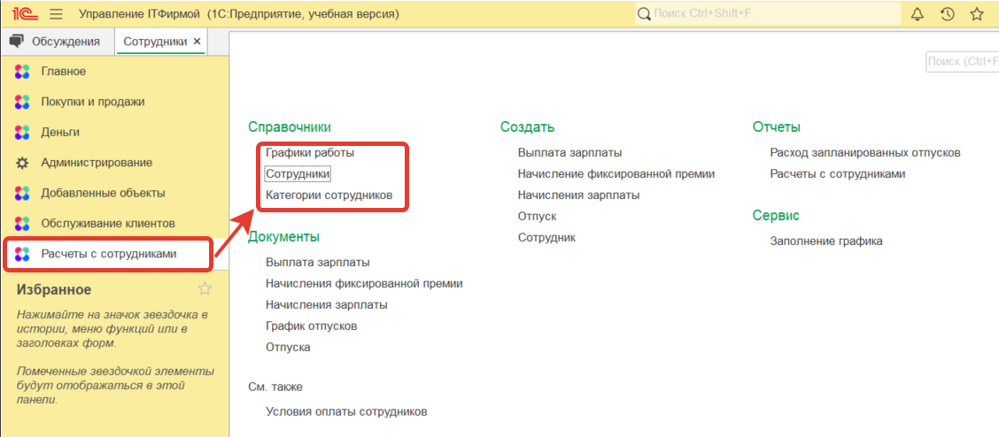 1С Управление ITФирмой (1С:Предприятие, учебная версия)
Поиск Ctrl+Shift+F
Обсуждения
Сотрудники ×
Главное
Покупки и продажи
Деньги
Администрирование
Добавленные объекты
Обслуживание клиентов
Расчеты с сотрудниками
Избранное
Нажимайте на значок звездочка в
истории, меню функций или в
заголовках форм.
Помеченные звездочкой элементы
будут отображаться в этой
панели.
Поиск (Ctrl+F
Справочники
Графики работы
Сотрудники
Категории сотрудников
Документы
Выплата зарплаты
Начисления фиксированной премии
Начисления зарплаты
График отпусков
Отпуска
См. также
Условия оплаты сотрудников
Создать
Выплата зарплаты
Начисление фиксированной премии
Начисления зарплаты
Отпуск
Сотрудник
Отчеты
Расход запланированных отпусков
Расчеты с сотрудниками
Сервис
Заполнение графика